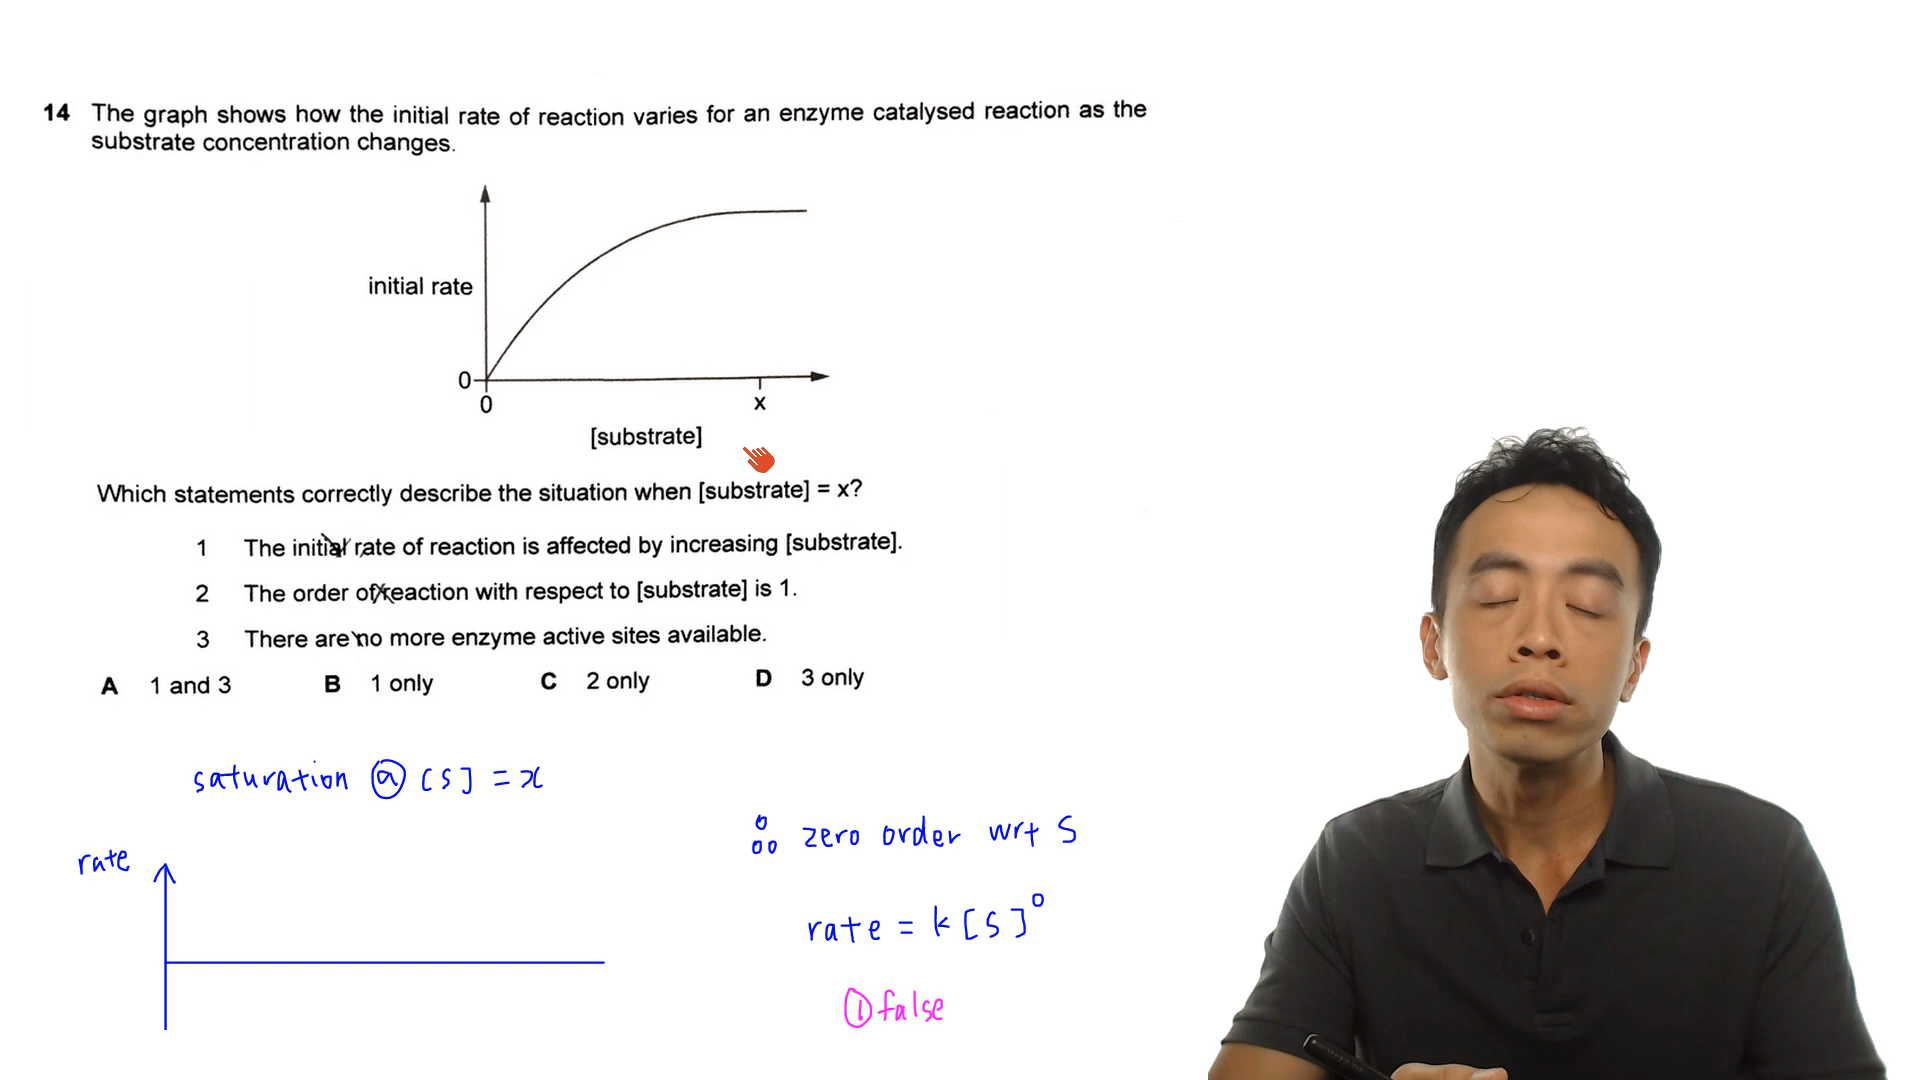 14 The graph shows how the initial rate of reaction varies for an enzyme catalysed reaction as the
substrate concentration changes.
initial rate
0
0
x
[substrate]
Which statements correctly describe the situation when [substrate] = x?
1 The initial rate of reaction is affected by increasing [substrate].
2 The order of reaction with respect to [substrate] is 1.
3 There are no more enzyme active sites available.
A 1 and 3 B 1 only C 2 only D 3 only
saturation @ [S] = x
∴ zero order wrt S
rate
rate = k[S]⁰
① false